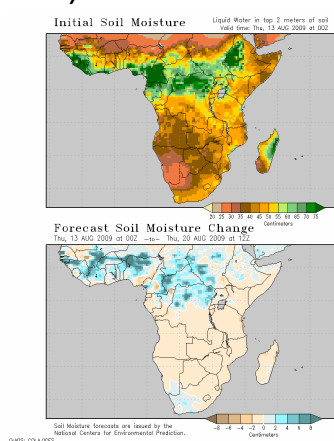 Initial Soil Moisture
Liquid Water in top 2 meters of soil
Valid time: Thu, 13 AUG 2009 at 00Z
20 25 30 35 40 45 50 55 60 65 70 75
Centimeters
Forecast Soil Moisture Change
Thu, 13 AUG 2009 at 00Z -to- Thu, 20 AUG 2009 at 12Z
Soil Moisture forecasts are issued by the
National Centers for Environmental Prediction.
-8 -6 -4 -2 0 2 4 6 8
Centimeters